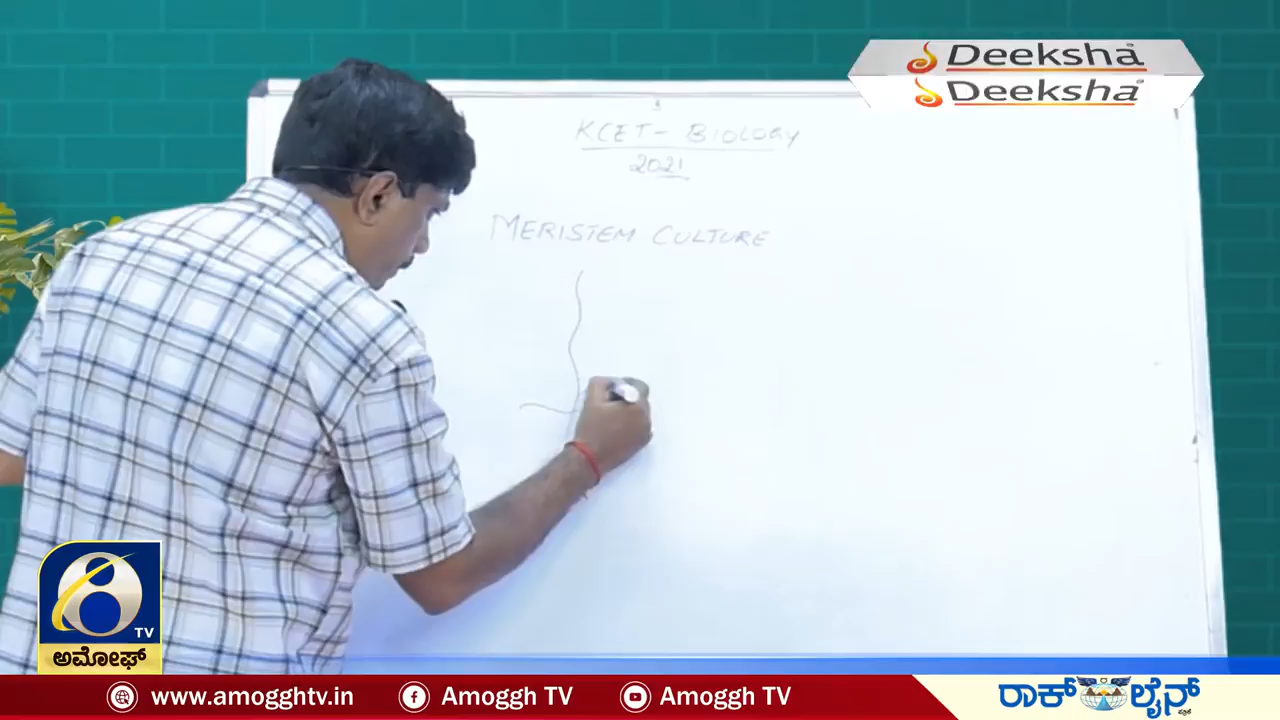 Deeksha
Deeksha
KCET - BIOLOGY
2021
MERISTEM CULTURE
TV
ಅಮೋಘ್
www.amogghtv.in
Amoggh TV
Amoggh TV
ರಾಕ್ ಲೈನ್